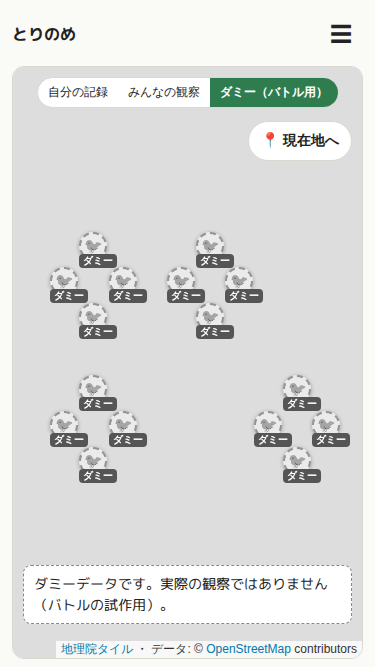 とりのめ
自分の記録 みんなの観察 ダミー（バトル用）
📍 現在地へ
ダミー ダミー
ダミー ダミー ダミー ダミー
ダミー ダミー
ダミー ダミー
ダミー ダミー ダミー ダミー
ダミー ダミー
ダミーデータです。実際の観察ではありません
（バトルの試作用）。
地理院タイル ・ データ: © OpenStreetMap contributors